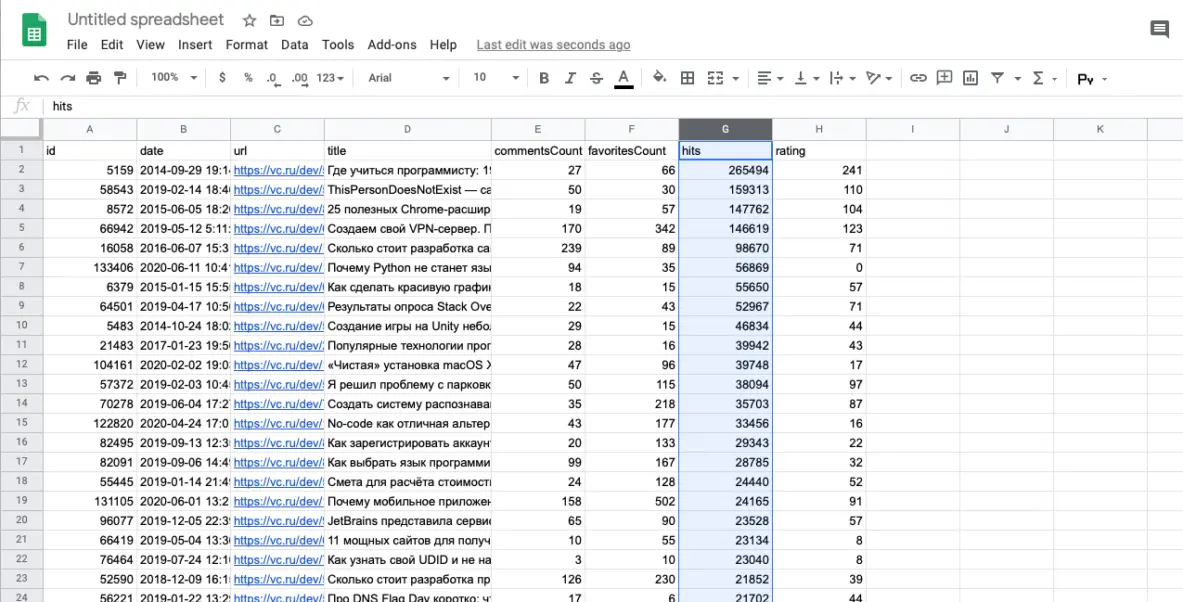 Untitled spreadsheet
File Edit View Insert Format Data Tools Add-ons Help Last edit was seconds ago
100% $ % .0 .00 123 Arial 10 B I S A Σ Ру
fx hits
A B C D E F G H I J K
1 id date url title commentsCount favoritesCount hits rating
2 5159 2014-09-29 19:1 https://vc.ru/dev/ Где учиться программисту: 27 66 265494 241
3 58543 2019-02-14 18:4 https://vc.ru/dev/ ThisPersonDoesNotExist — са 50 30 159313 110
4 8572 2015-06-05 18:2 https://vc.ru/dev/ 25 полезных Chrome-расшир 19 57 147762 104
5 66942 2019-05-12 5:11: https://vc.ru/dev/ Создаем свой VPN-сервер. П 170 342 146619 123
6 16058 2016-06-07 15:3 https://vc.ru/dev/ Сколько стоит разработка са 239 89 98670 71
7 133406 2020-06-11 10:4 https://vc.ru/dev/ Почему Python не станет язы 94 35 56869 0
8 6379 2015-01-15 15:5 https://vc.ru/dev/ Как сделать красивую графи 18 15 55650 57
9 64501 2019-04-17 10:5 https://vc.ru/dev/ Результаты опроса Stack Ove 22 43 52967 71
10 5483 2014-10-24 18:0 https://vc.ru/dev/ Создание игры на Unity небо 29 15 46834 44
11 21483 2017-01-23 19:5 https://vc.ru/dev/ Популярные технологии прог 28 16 39942 43
12 104161 2020-02-02 19:0 https://vc.ru/dev/ «Чистая» установка macOS X 47 96 39748 17
13 57372 2019-02-03 10:4 https://vc.ru/dev/ Я решил проблему с парковк 50 115 38094 97
14 70278 2019-06-04 17:2 https://vc.ru/dev/ Создать систему распознава 35 218 35703 87
15 122820 2020-04-24 17:0 https://vc.ru/dev/ No-code как отличная альтер 43 177 33456 16
16 82495 2019-09-13 12:3 https://vc.ru/dev/ Как зарегистрировать аккаун 20 133 29343 22
17 82091 2019-09-06 14:4 https://vc.ru/dev/ Как выбрать язык программи 99 167 28785 32
18 55445 2019-01-14 21:4 https://vc.ru/dev/ Смета для расчёта стоимост 24 128 24440 52
19 131105 2020-06-01 13:2 https://vc.ru/dev/ Почему мобильное приложен 158 502 24165 91
20 96077 2019-12-05 22:3 https://vc.ru/dev/ JetBrains представила серви 65 90 23528 57
21 66419 2019-05-04 13:3 https://vc.ru/dev/ 11 мощных сайтов для получ 10 55 23134 8
22 76464 2019-07-24 12:1 https://vc.ru/dev/ Как узнать свой UDID и не на 3 10 23040 8
23 52590 2018-12-09 16:1 https://vc.ru/dev/ Сколько стоит разработка пр 126 230 21852 39
24 56221 2019-01-22 13:2 https://vc.ru/dev/ Про DNS Flag Day коротко: 17 6 21702 44